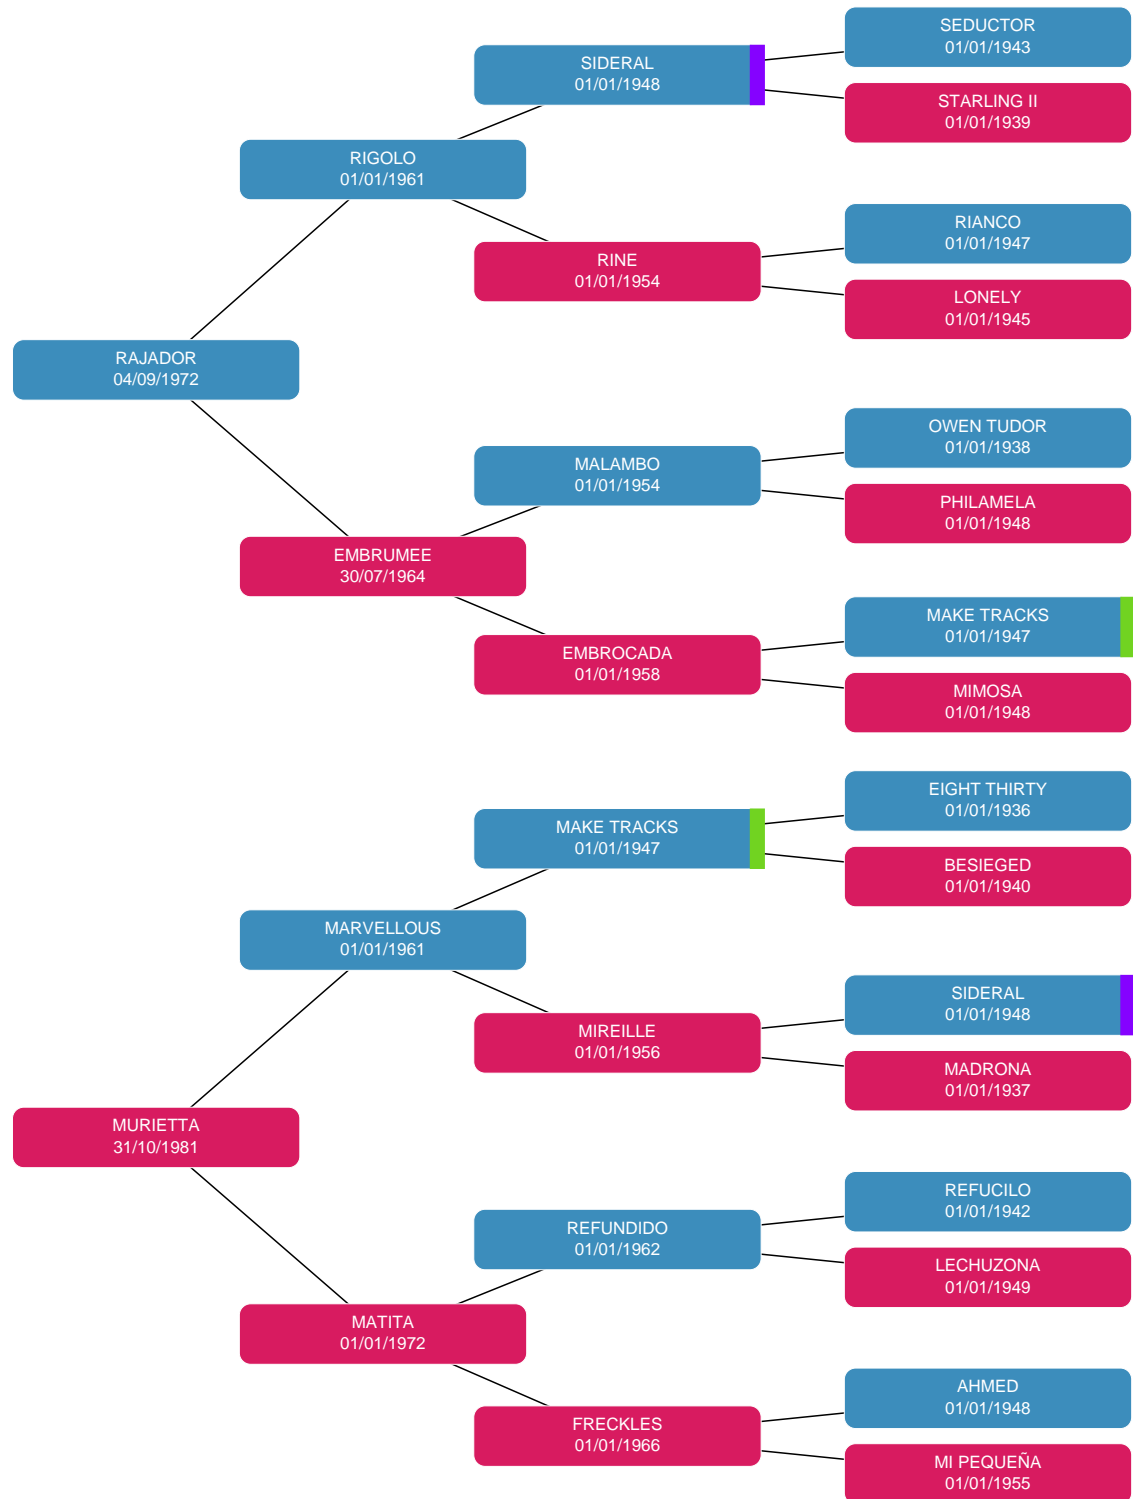 SEDUCTOR
01/01/1943
SIDERAL
01/01/1948
STARLING II
01/01/1939
RIGOLO
01/01/1961
RIANCO
01/01/1947
RINE
01/01/1954
LONELY
01/01/1945
RAJADOR
04/09/1972
OWEN TUDOR
01/01/1938
MALAMBO
01/01/1954
PHILAMELA
01/01/1948
EMBRUMEE
30/07/1964
MAKE TRACKS
01/01/1947
EMBROCADA
01/01/1958
MIMOSA
01/01/1948
EIGHT THIRTY
01/01/1936
MAKE TRACKS
01/01/1947
BESIEGED
01/01/1940
MARVELLOUS
01/01/1961
SIDERAL
01/01/1948
MIREILLE
01/01/1956
MADRONA
01/01/1937
MURIETTA
31/10/1981
REFUCILO
01/01/1942
REFUNDIDO
01/01/1962
LECHUZONA
01/01/1949
MATITA
01/01/1972
AHMED
01/01/1948
FRECKLES
01/01/1966
MI PEQUEÑA
01/01/1955